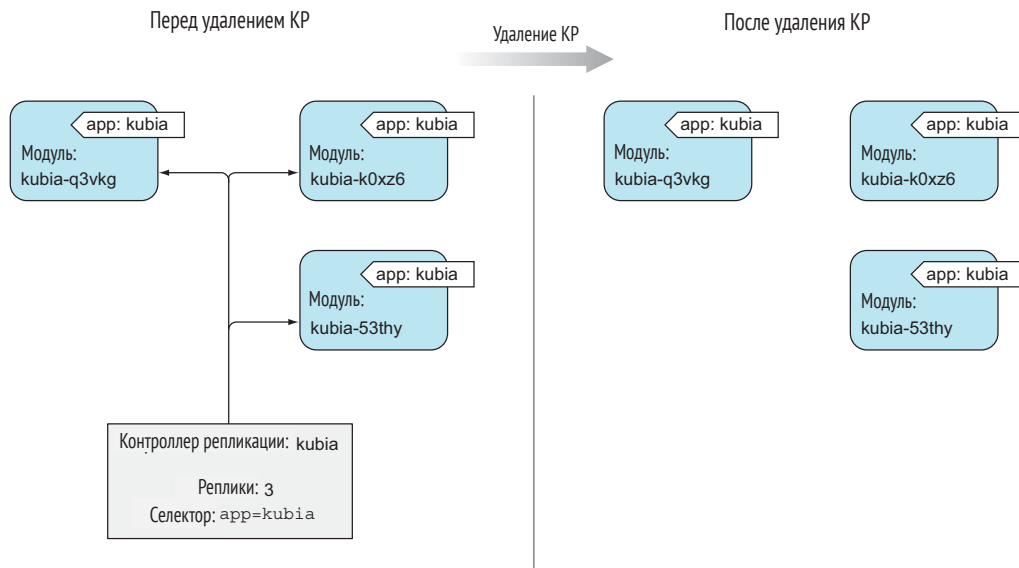 Перед удалением КР
Удаление КР
После удаления КР
app: kubia
Модуль:
kubia-q3vkg
app: kubia
Модуль:
kubia-k0xz6
app: kubia
Модуль:
kubia-53thy
Контроллер репликации: kubia
Реплики: 3
Селектор: app=kubia
app: kubia
Модуль:
kubia-q3vkg
app: kubia
Модуль:
kubia-k0xz6
app: kubia
Модуль:
kubia-53thy